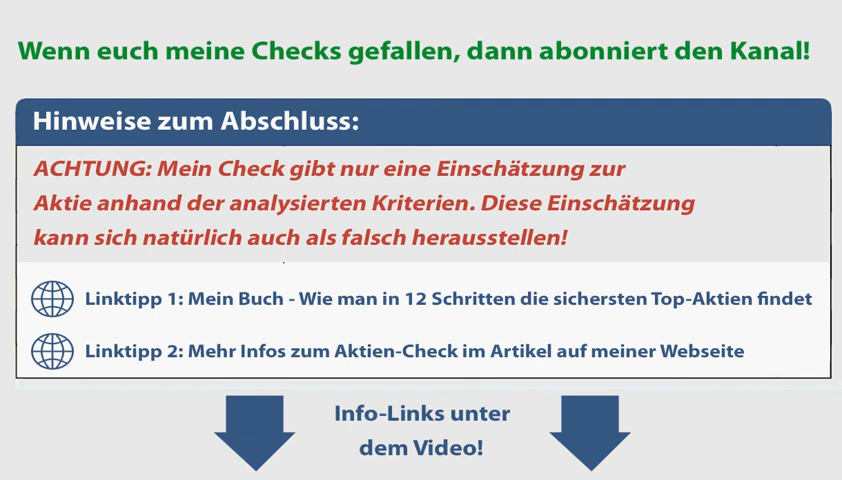 Wenn euch meine Checks gefallen, dann abonniert den Kanal!
Hinweise zum Abschluss:
ACHTUNG: Mein Check gibt nur eine Einschätzung zur
Aktie anhand der analysierten Kriterien. Diese Einschätzung
kann sich natürlich auch als falsch herausstellen!
Linktipp 1: Mein Buch - Wie man in 12 Schritten die sichersten Top-Aktien findet
Linktipp 2: Mehr Infos zum Aktien-Check im Artikel auf meiner Webseite
Info-Links unter
dem Video!